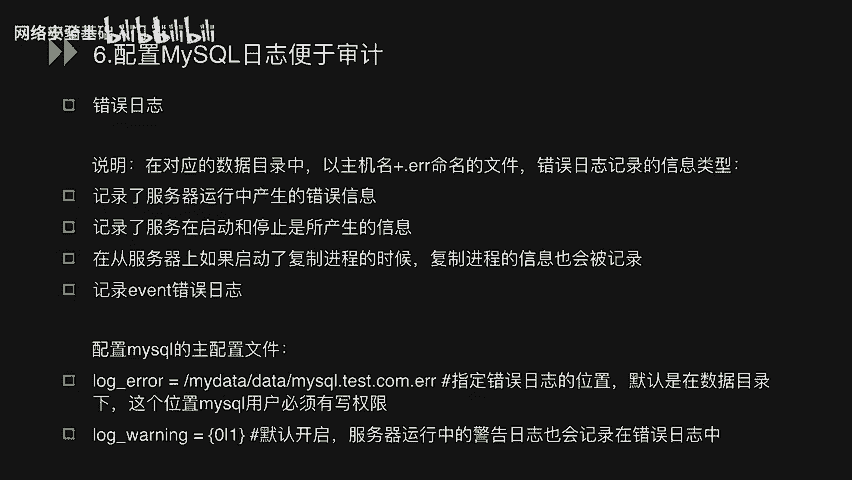 网络安全基础入门
bilibili bilibili
6.配置MySQL日志便于审计
错误日志
说明：在对应的数据目录中，以主机名+.err命名的文件，错误日志记录的信息类型：
记录了服务器运行中产生的错误信息
记录了服务在启动和停止是所产生的信息
在从服务器上如果启动了复制进程的时候，复制进程的信息也会被记录
记录event错误日志
配置mysql的主配置文件：
log_error = /mydata/data/mysql.test.com.err #指定错误日志的位置，默认是在数据目录
下，这个位置mysql用户必须有写权限
log_warning = {0|1} #默认开启，服务器运行中的警告日志也会记录在错误日志中